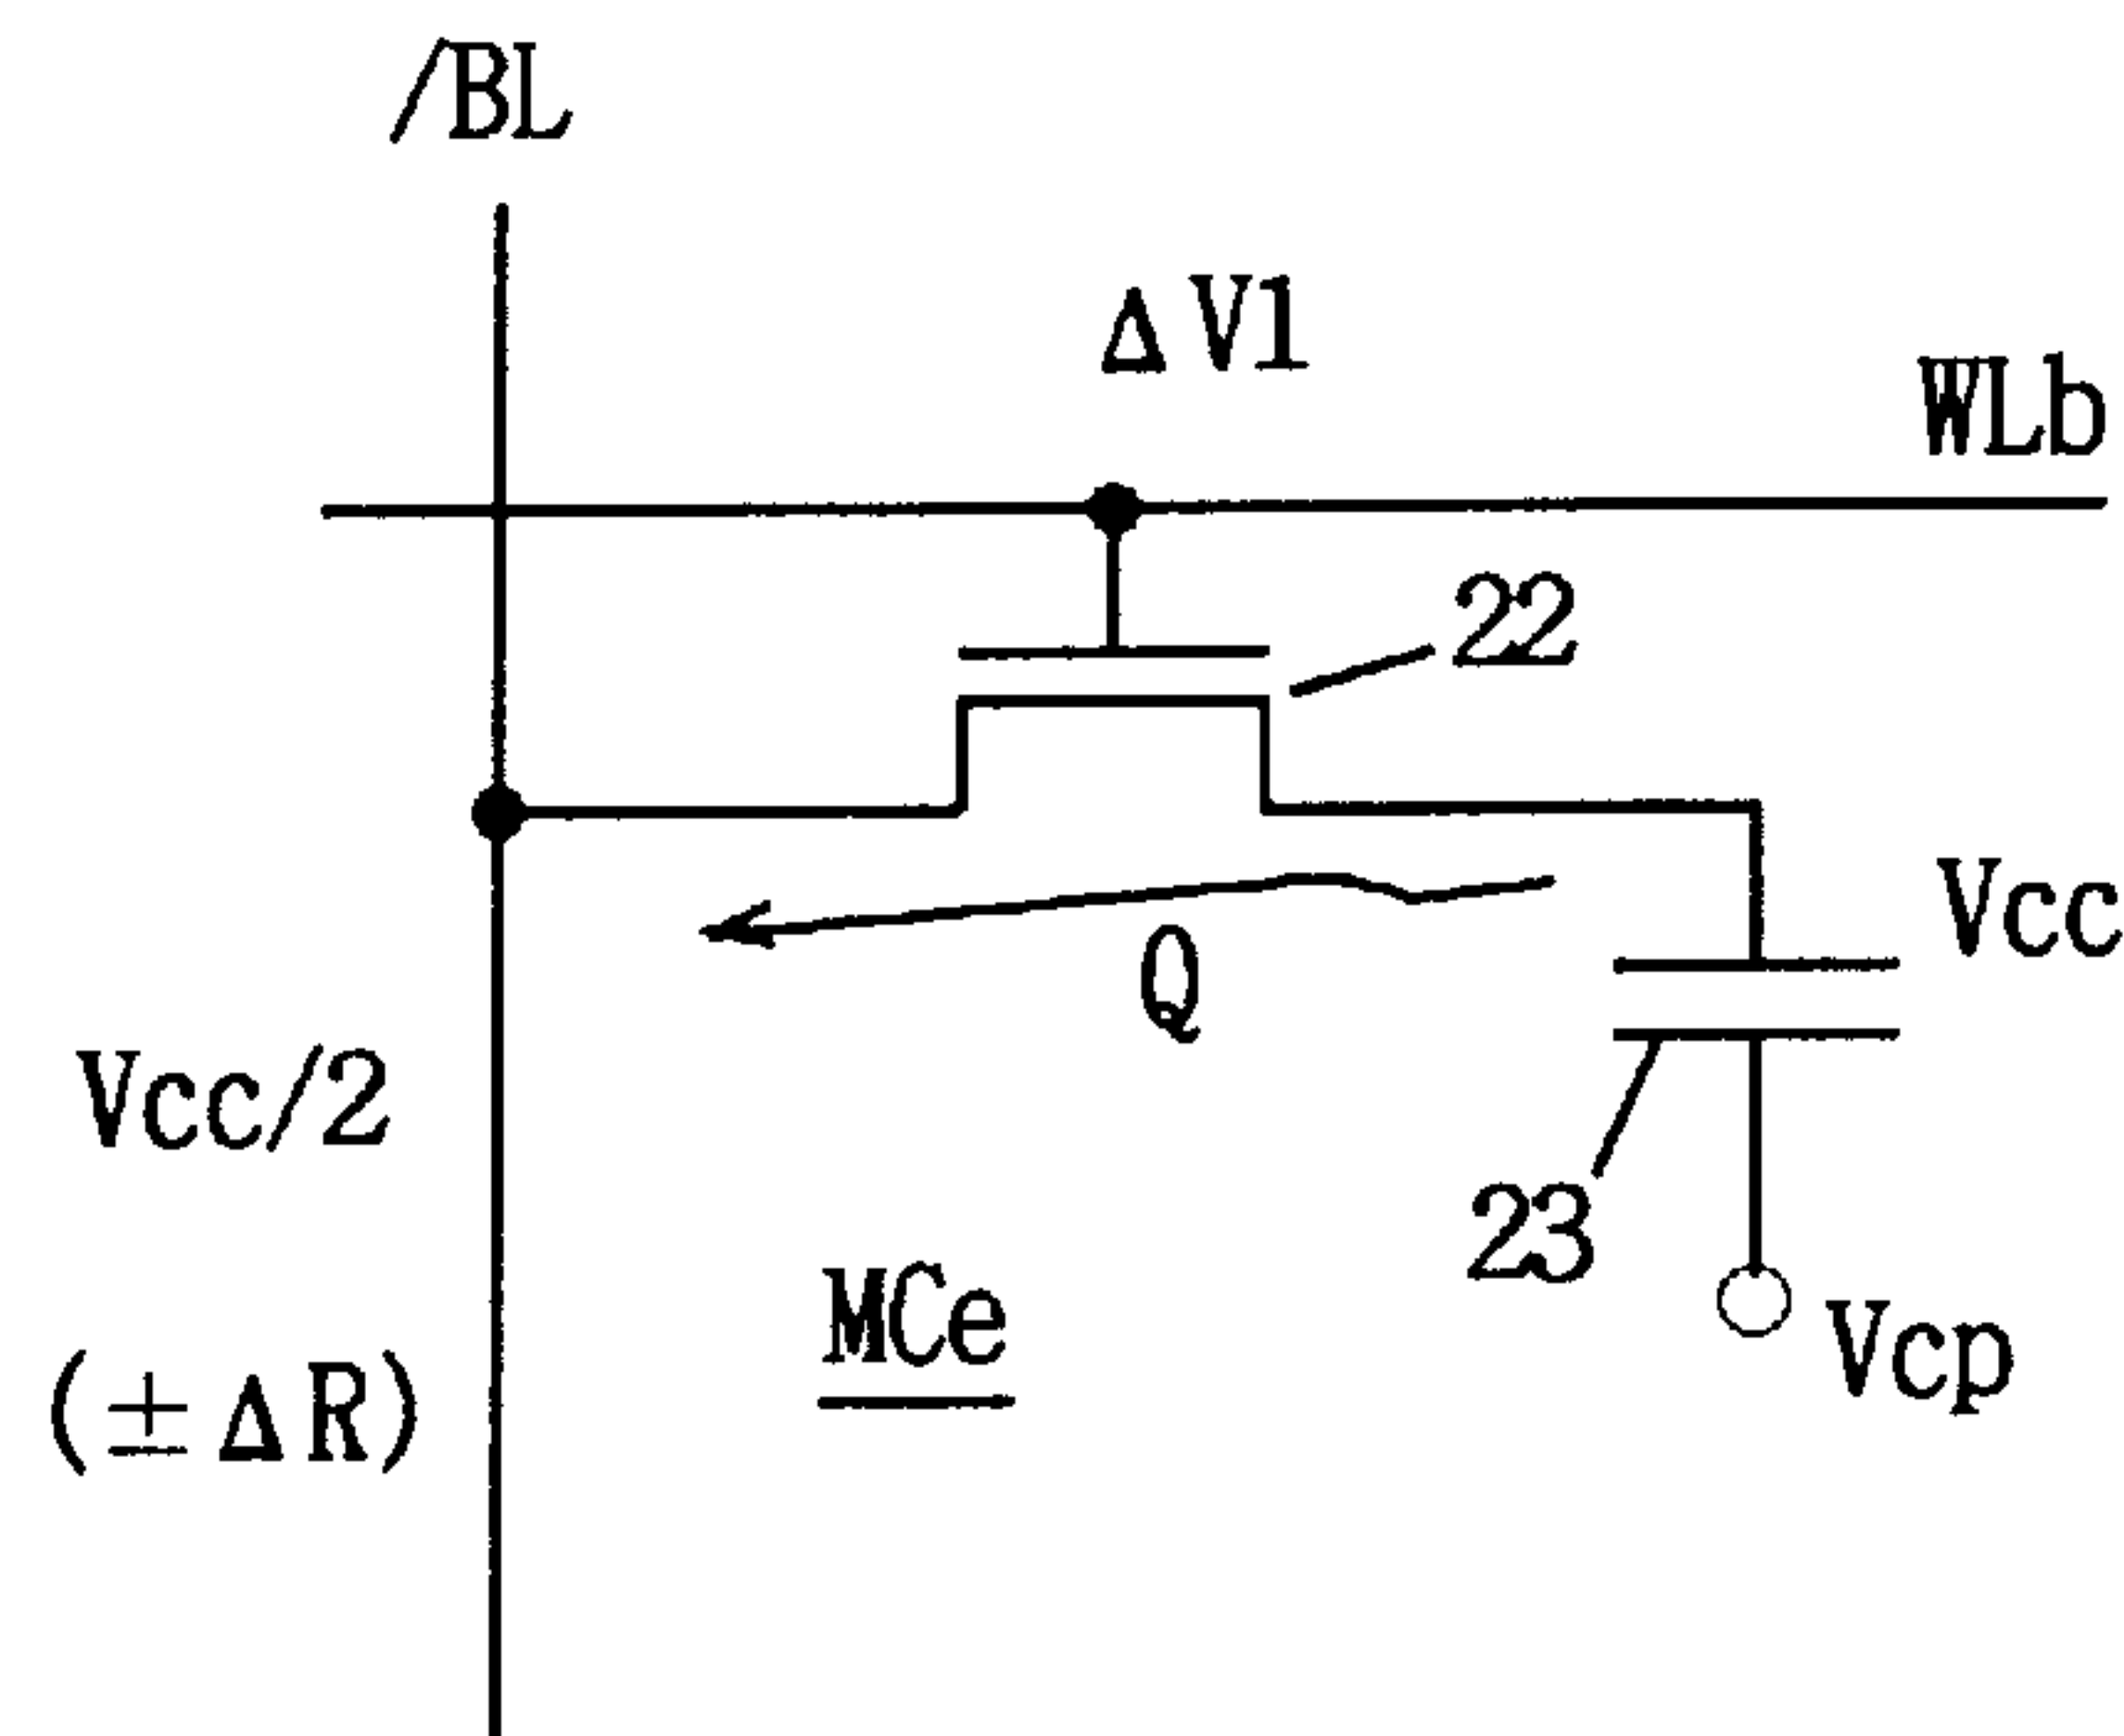 /BL
ΔV1
WLb
22
Vcc
Q
Vcc/2
23
MCe
Vcp
(±ΔR)